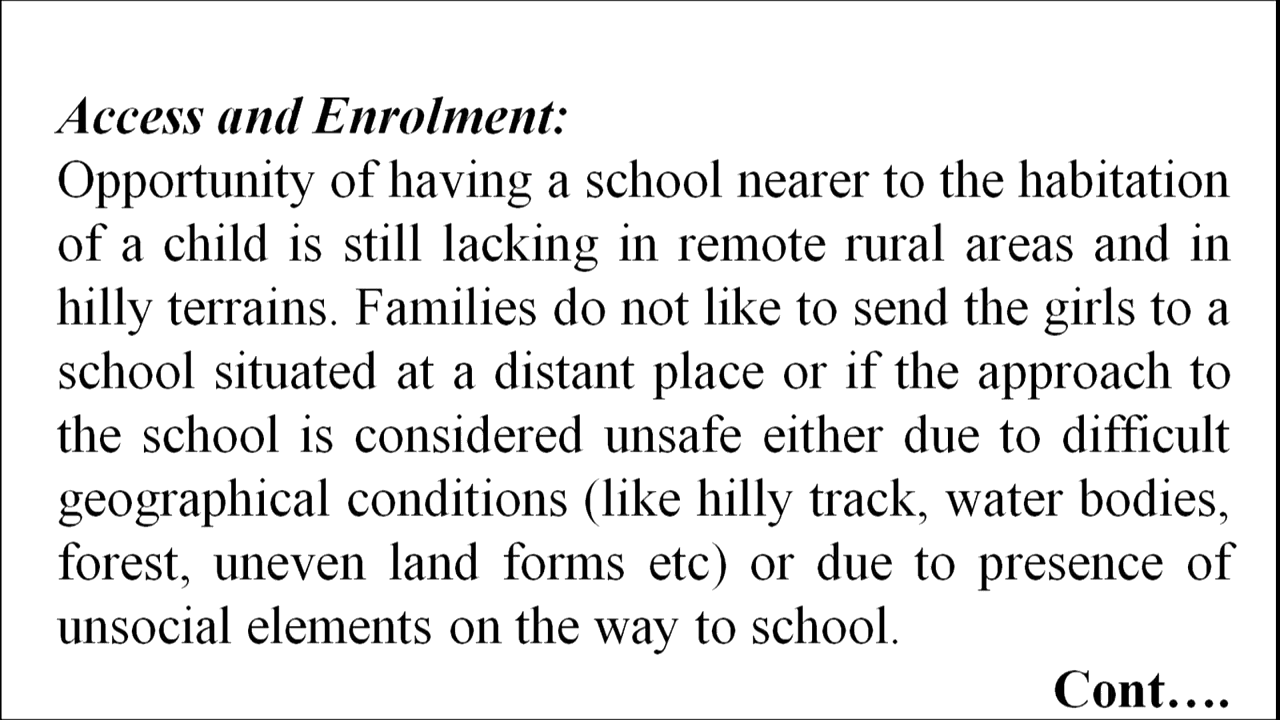 Access and Enrolment:
Opportunity of having a school nearer to the habitation
of a child is still lacking in remote rural areas and in
hilly terrains. Families do not like to send the girls to a
school situated at a distant place or if the approach to
the school is considered unsafe either due to difficult
geographical conditions (like hilly track, water bodies,
forest, uneven land forms etc) or due to presence of
unsocial elements on the way to school.
Cont….